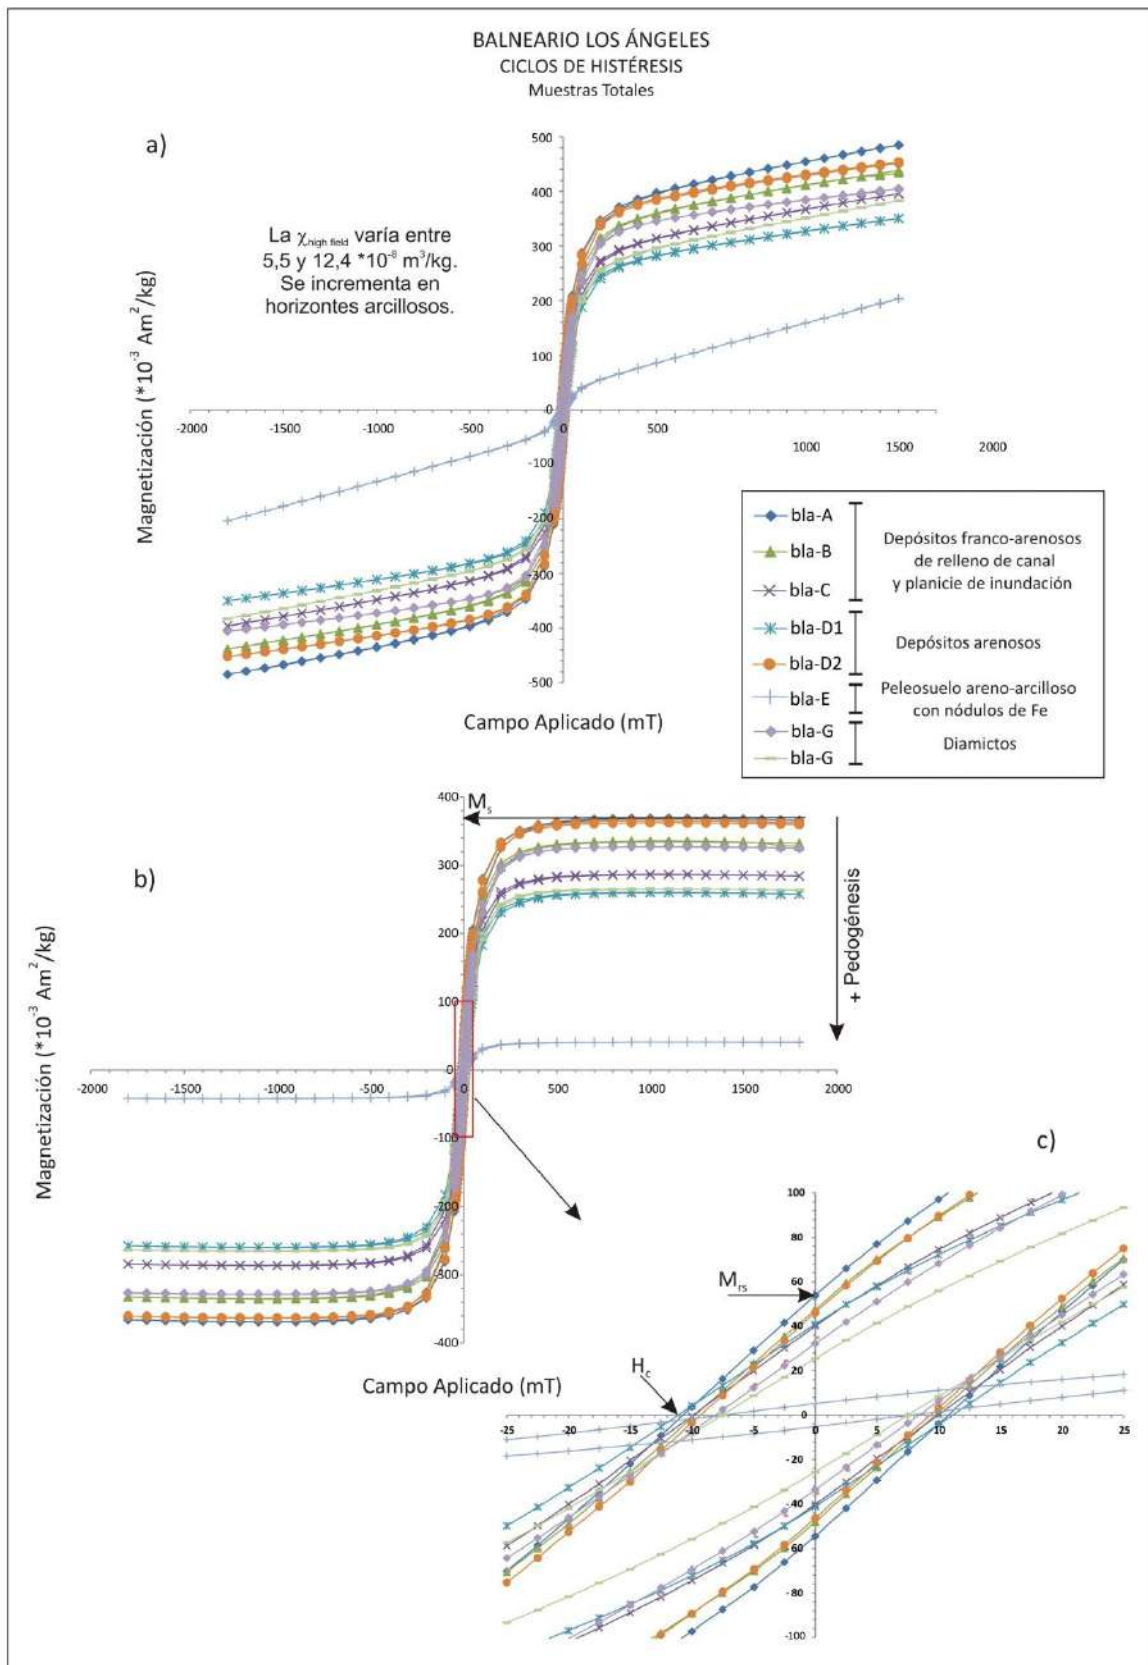 BALNEARIO LOS ÁNGELES
CICLOS DE HISTÉRESIS
Muestras Totales
a)
La χhigh field varía entre
5,5 y 12,4 *10⁻⁸ m³/kg.
Se incrementa en
horizontes arcillosos.
Magnetización (*10⁻³ Am²/kg)
500
400
300
200
100
0
-100
-200
-300
-400
-500
-2000 -1500 -1000 -500 0 500 1000 1500 2000
Campo Aplicado (mT)
bla-A
bla-B
bla-C
Depósitos franco-arenosos
de relleno de canal
y planicie de inundación
bla-D1
bla-D2
Depósitos arenosos
bla-E
Peleosuelo areno-arcilloso
con nódulos de Fe
bla-G
bla-G
Diamictos
b)
Magnetización (*10⁻³ Am²/kg)
400
300
200
100
0
-100
-200
-300
-400
-2000 -1500 -1000 -500 0 500 1000 1500 2000
Ms
+ Pedogénesis
Campo Aplicado (mT)
c)
Mrs
Hc
100
80
60
40
20
0
-20
-40
-60
-80
-100
-25 -20 -15 -10 -5 0 5 10 15 20 25